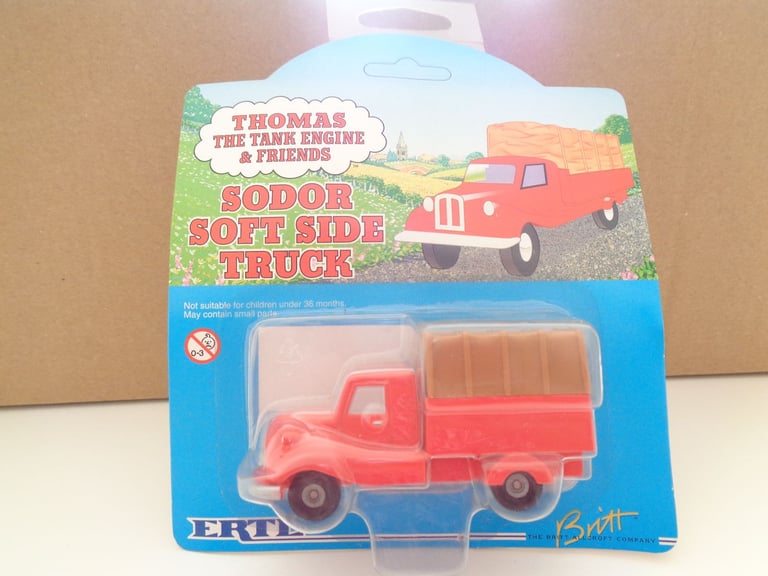 THOMAS
THE TANK ENGINE
& FRIENDS
SODOR
SOFT SIDE
TRUCK
Not suitable for children under 36 months.
May contain small parts.
0-3
ERTL
Britt
THE BRITT ALLCROFT COMPANY